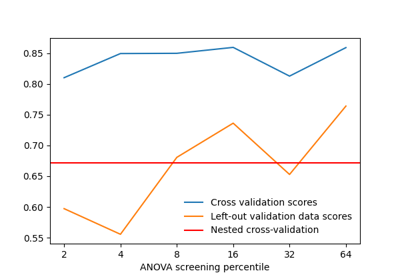 0.85
0.80
0.75
0.70
0.65
0.60
0.55
Cross validation scores
Left-out validation data scores
Nested cross-validation
2 4 8 16 32 64
ANOVA screening percentile